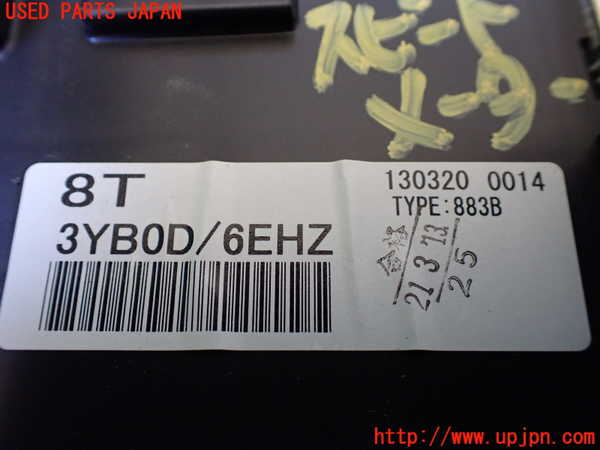 USED PARTS JAPAN
スピード
メーター
8T
130320 0014
TYPE:883B
3YB0D/6EHZ
合格
21 3 '13
25
http://www.upjpn.com/